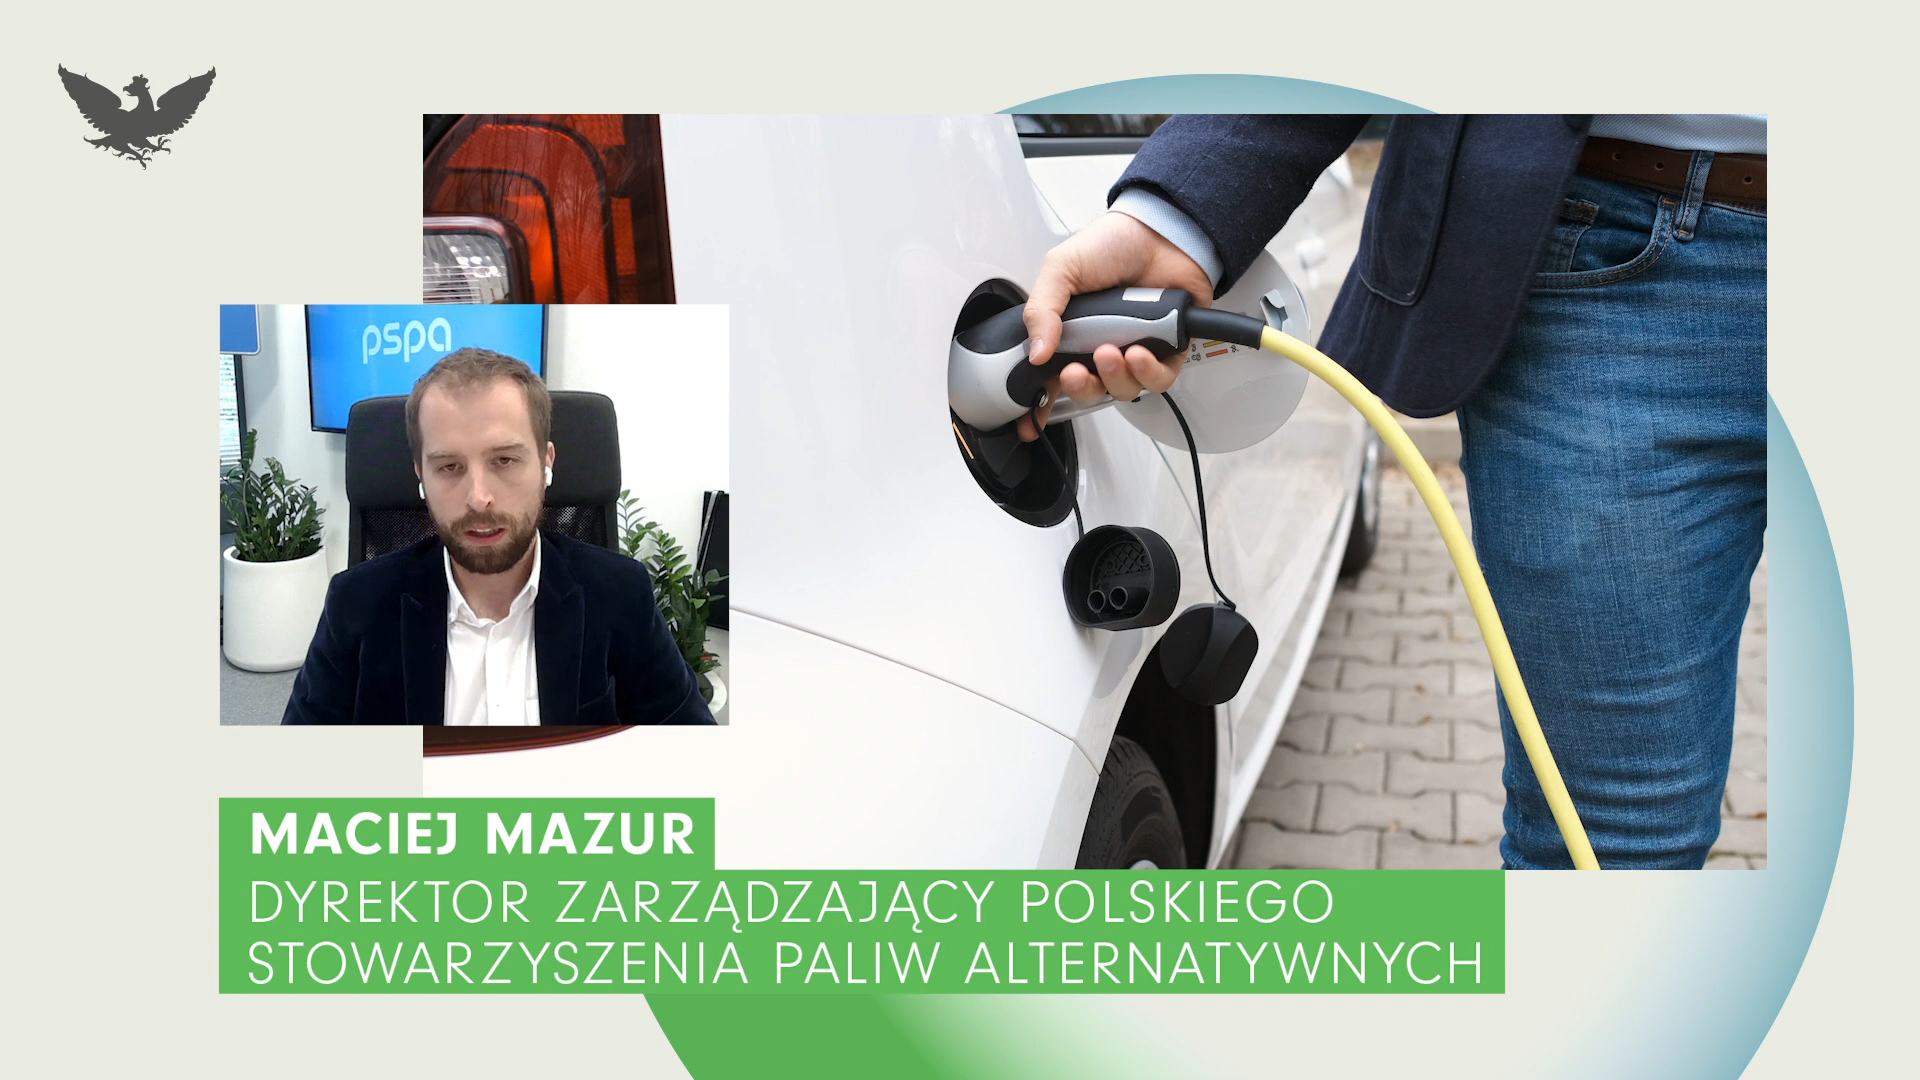 pspa
MACIEJ MAZUR
DYREKTOR ZARZĄDZAJĄCY POLSKIEGO
STOWARZYSZENIA PALIW ALTERNATYWNYCH